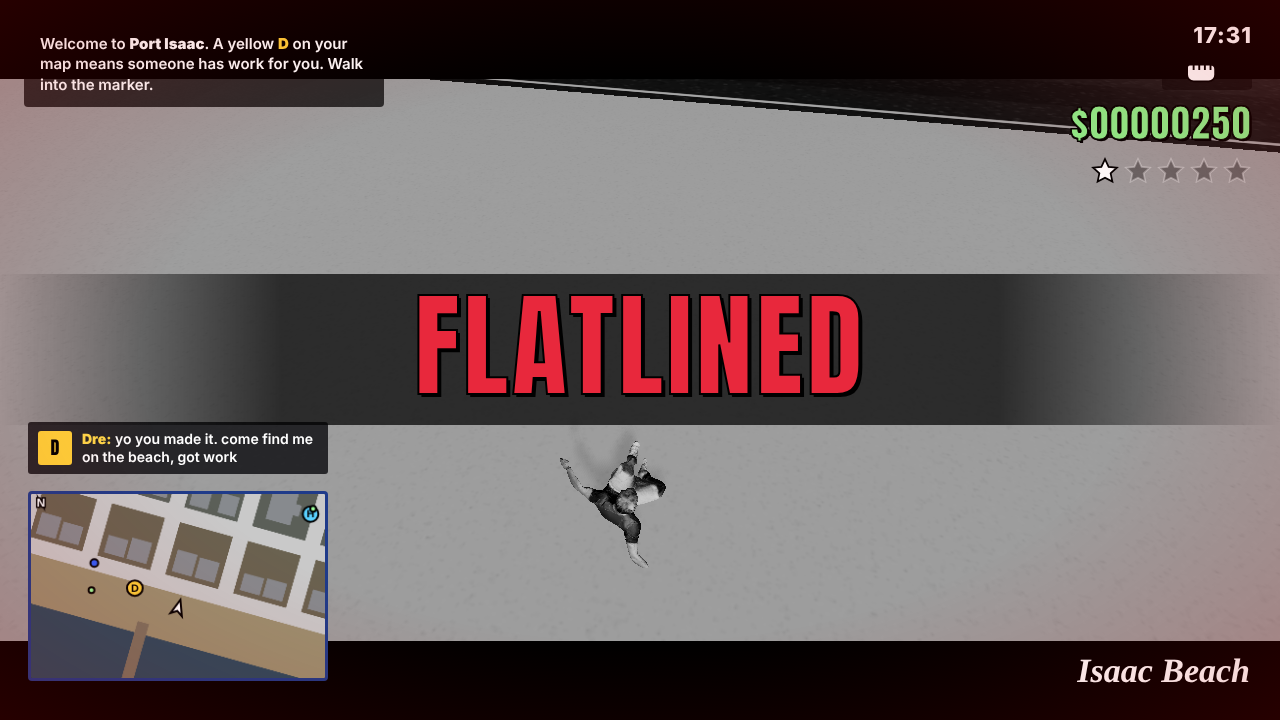 Welcome to Port Isaac. A yellow D on your
map means someone has work for you. Walk
into the marker.
17:31
$00000250
FLATLINED
D
Dre: yo you made it. come find me
on the beach, got work
N
H
D
Isaac Beach